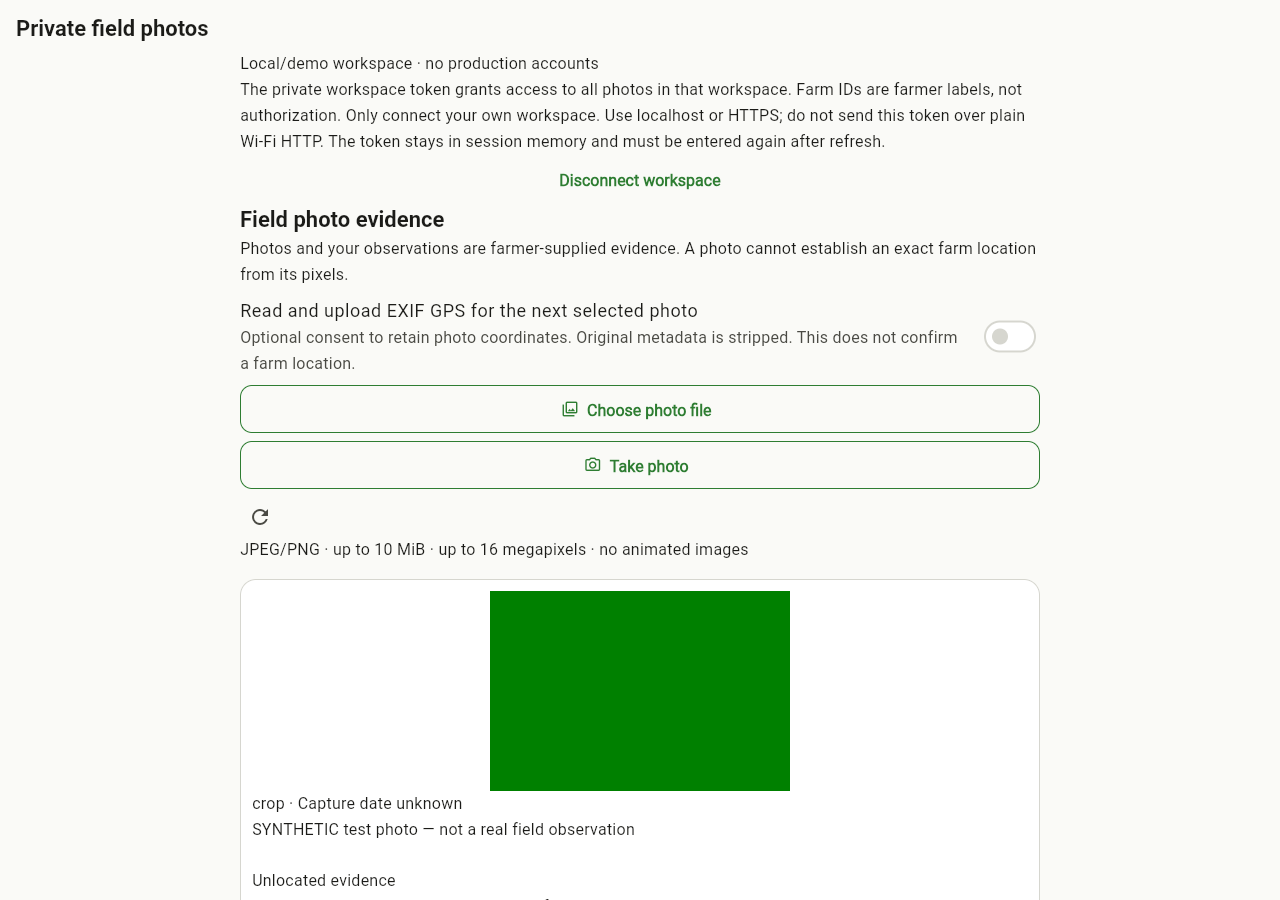 Private field photos
Local/demo workspace · no production accounts
The private workspace token grants access to all photos in that workspace. Farm IDs are farmer labels, not
authorization. Only connect your own workspace. Use localhost or HTTPS; do not send this token over plain
Wi-Fi HTTP. The token stays in session memory and must be entered again after refresh.
Disconnect workspace
Field photo evidence
Photos and your observations are farmer-supplied evidence. A photo cannot establish an exact farm location
from its pixels.
Read and upload EXIF GPS for the next selected photo
Optional consent to retain photo coordinates. Original metadata is stripped. This does not confirm
a farm location.
Choose photo file
Take photo
JPEG/PNG · up to 10 MiB · up to 16 megapixels · no animated images
crop · Capture date unknown
SYNTHETIC test photo — not a real field observation
Unlocated evidence